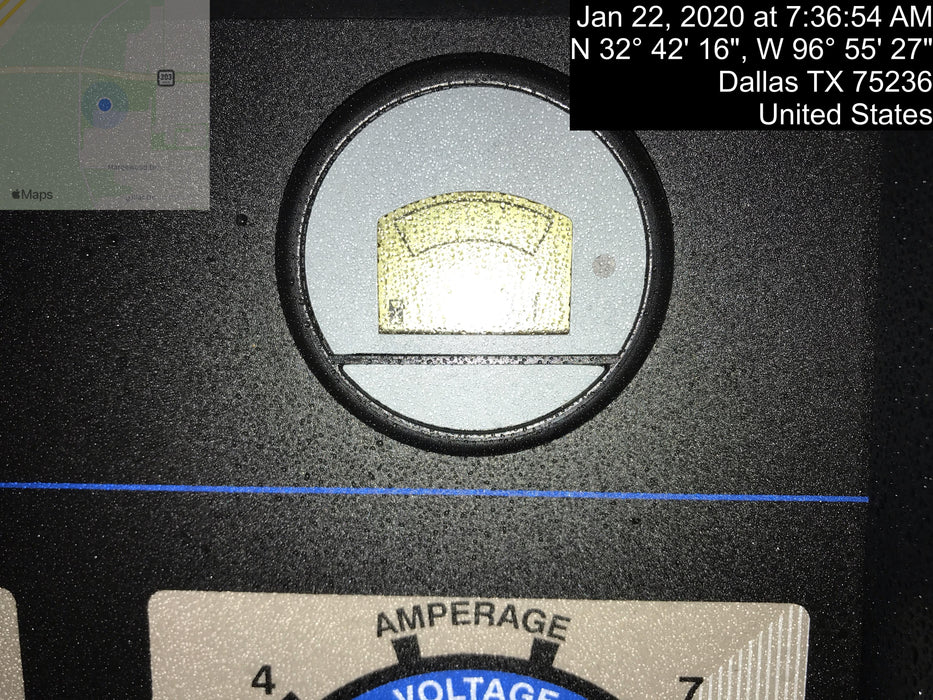 Jan 22, 2020 at 7:36:54 AM
N 32° 42' 16", W 96° 55' 27"
Dallas TX 75236
United States
303
Maps
AMPERAGE
4
7
VOLTAGE